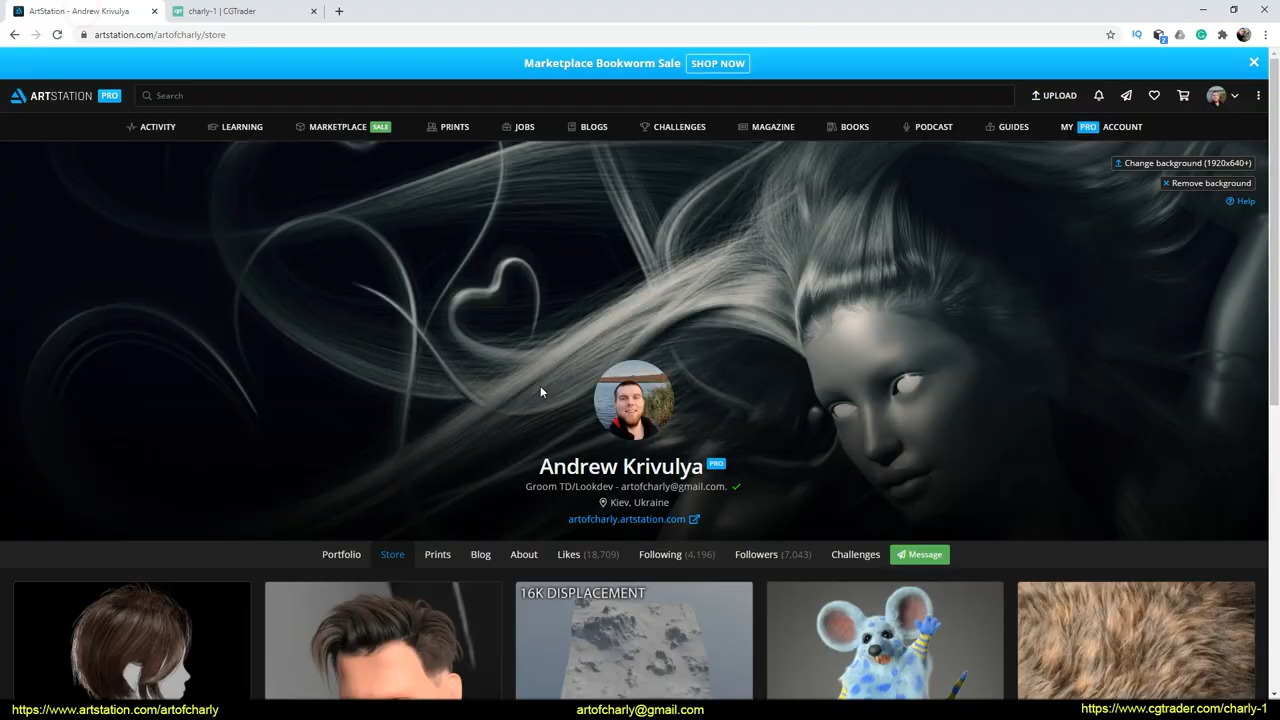 ArtStation - Andrew Krivulya
cgt charly-1 | CGTrader
artstation.com/artofcharly/store
IQ
2
Marketplace Bookworm Sale SHOP NOW
ARTSTATION PRO Search UPLOAD
ACTIVITY LEARNING MARKETPLACE SALE PRINTS JOBS BLOGS CHALLENGES MAGAZINE BOOKS PODCAST GUIDES MY PRO ACCOUNT
Change background (1920x640+)
Remove background
Help
Andrew Krivulya PRO
Groom TD/Lookdev - artofcharly@gmail.com.
Kiev, Ukraine
artofcharly.artstation.com
Portfolio Store Prints Blog About Likes (18,709) Following (4,196) Followers (7,043) Challenges Message
16K DISPLACEMENT
https://www.artstation.com/artofcharly artofcharly@gmail.com https://www.cgtrader.com/charly-1